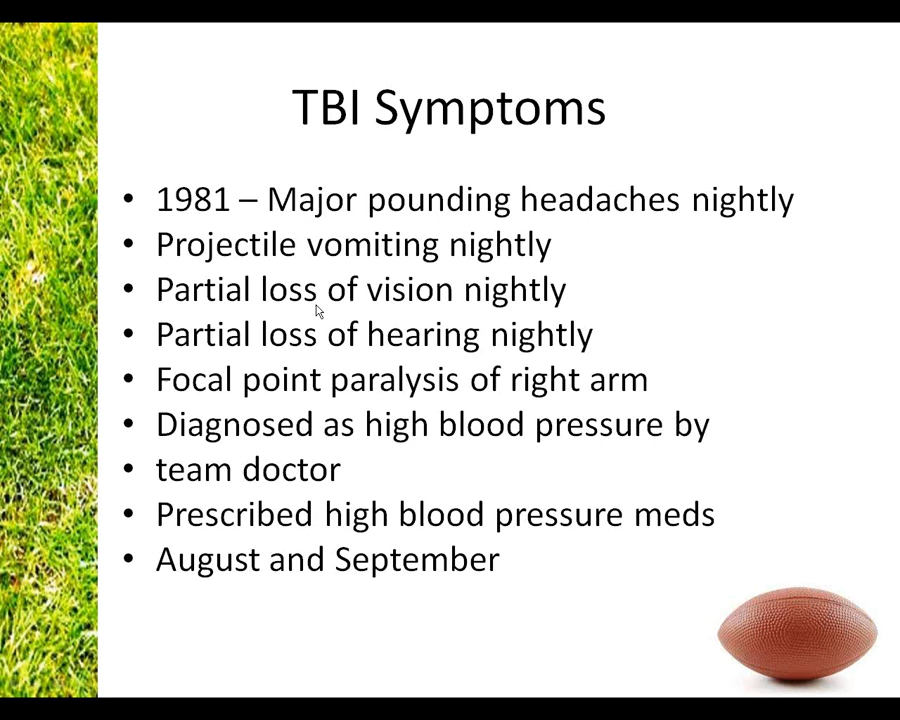 TBI Symptoms
• 1981 – Major pounding headaches nightly
• Projectile vomiting nightly
• Partial loss of vision nightly
• Partial loss of hearing nightly
• Focal point paralysis of right arm
• Diagnosed as high blood pressure by
• team doctor
• Prescribed high blood pressure meds
• August and September